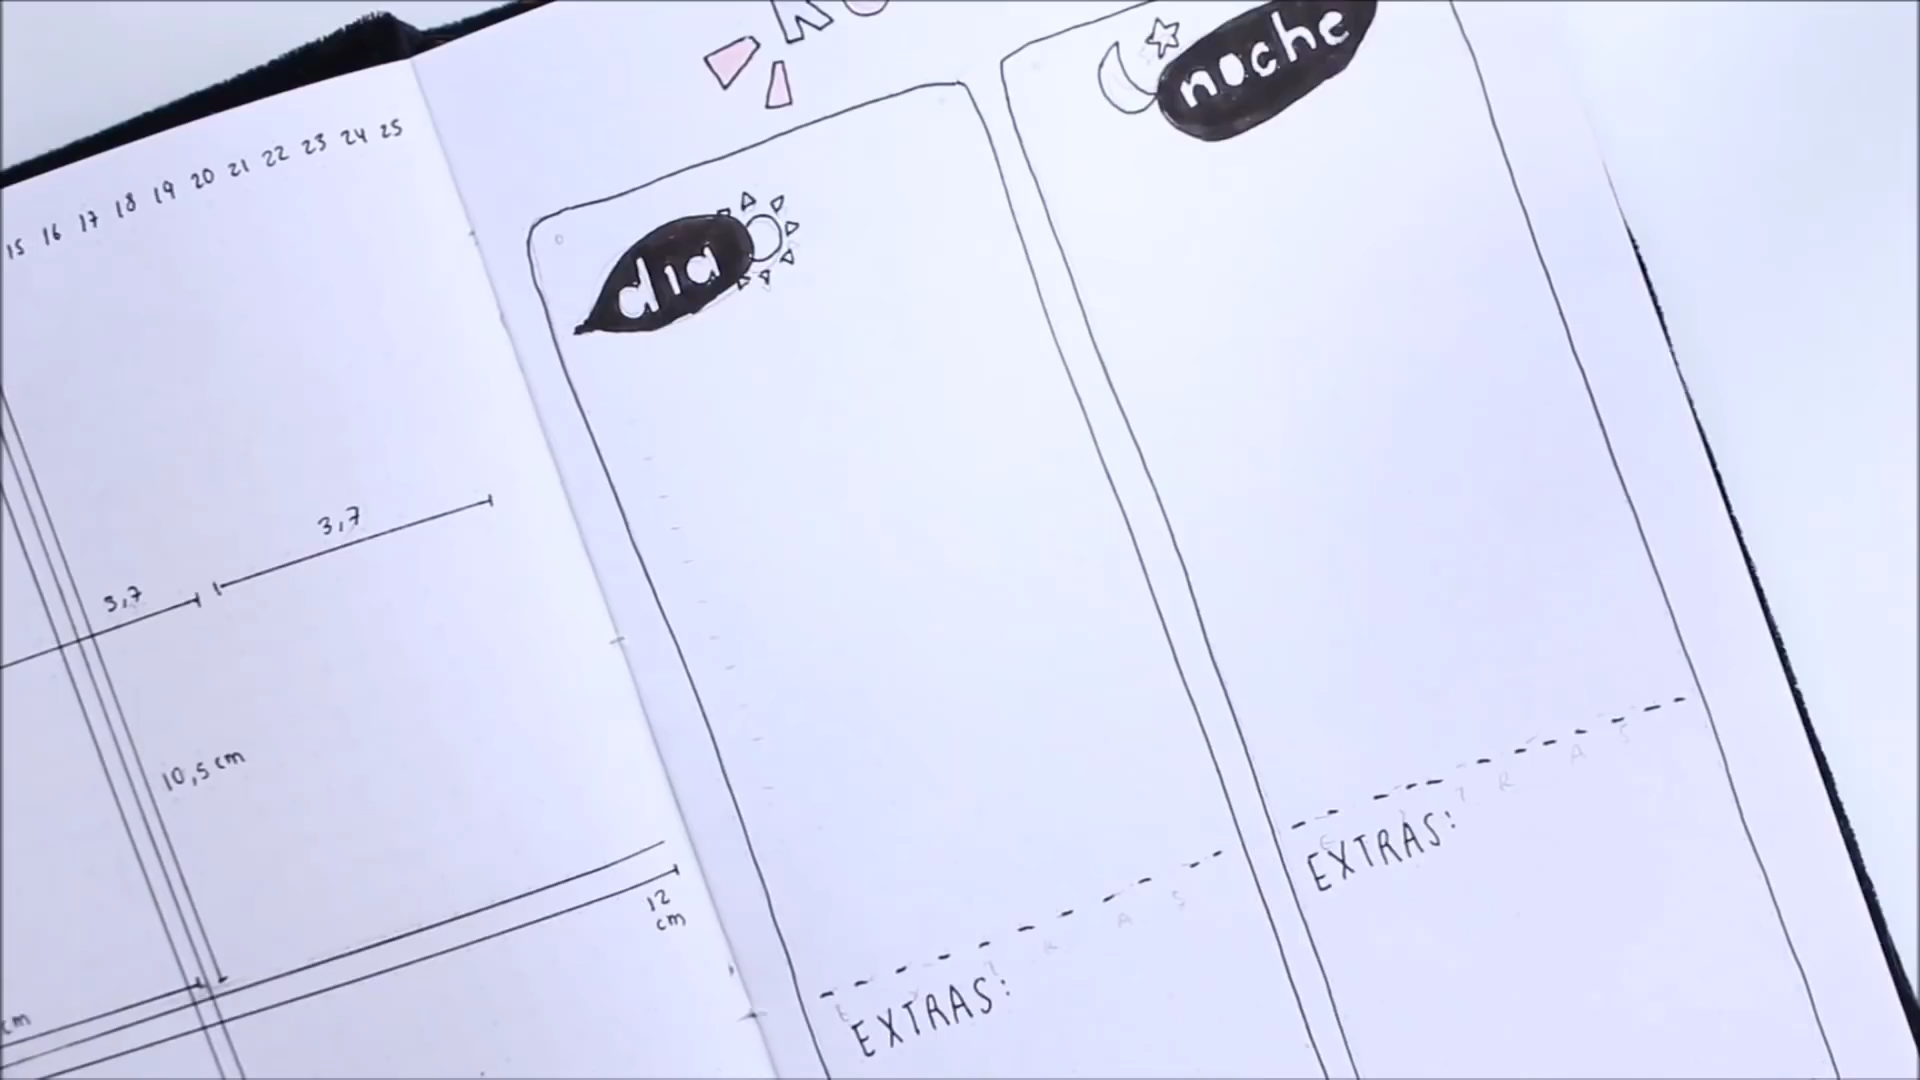 15 16 17 18 19 20 21 22 23 24 25
3,7
3,7
10,5 cm
12
cm
cm
dia
EXTRAS:
noche
EXTRAS: